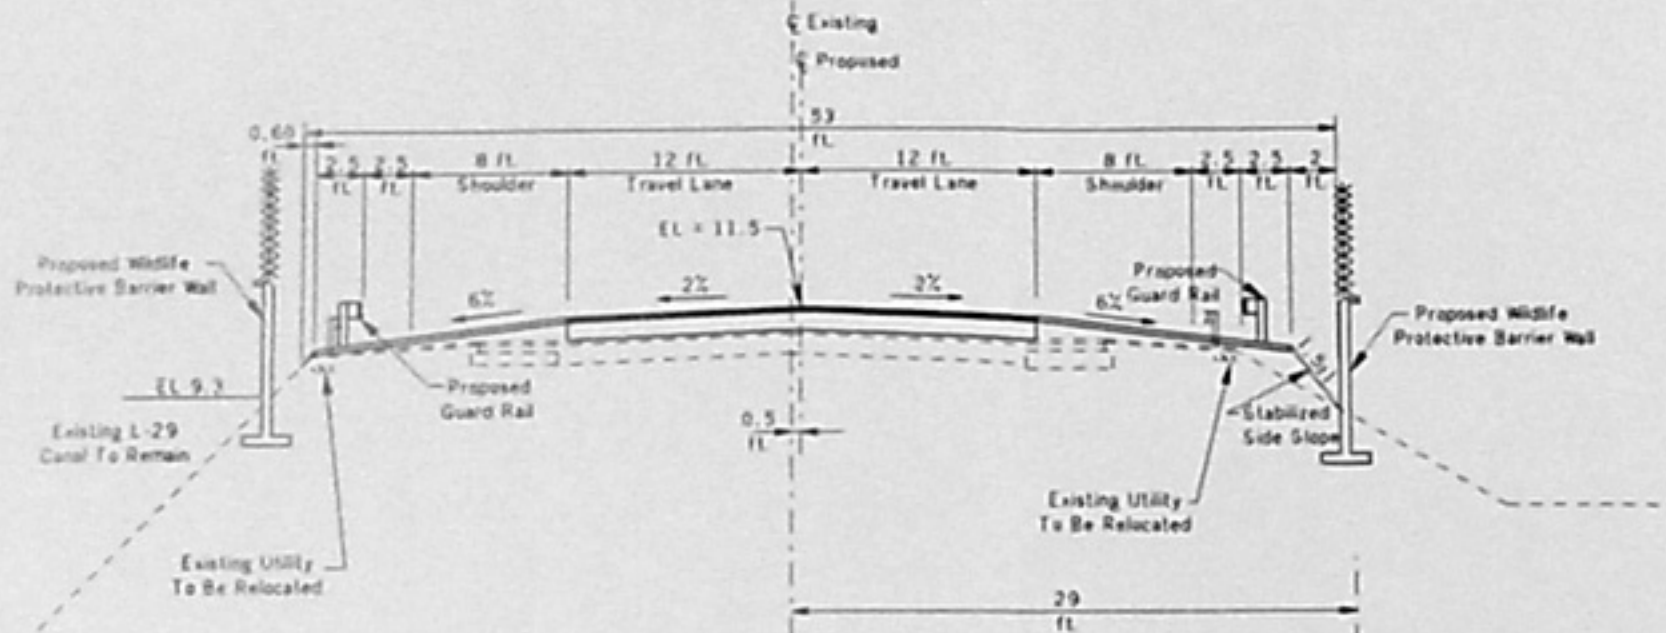 ℄ Existing
℄ Proposed
53
ft.
0.60
ft.
2.5
ft.
2.5
ft.
8 ft.
Shoulder
12 ft.
Travel Lane
12 ft.
Travel Lane
8 ft.
Shoulder
2.5
ft.
2.5
ft.
2
ft.
EL = 11.5
Proposed Wildlife
Protective Barrier Wall
6%
2%
2%
6%
Proposed
Guard Rail
Proposed Wildlife
Protective Barrier Wall
EL 9.3
Proposed
Guard Rail
Existing L-29
Canal To Remain
0.5
ft.
Stabilized
Side Slope
Existing Utility
To Be Relocated
Existing Utility
To Be Relocated
29
ft.